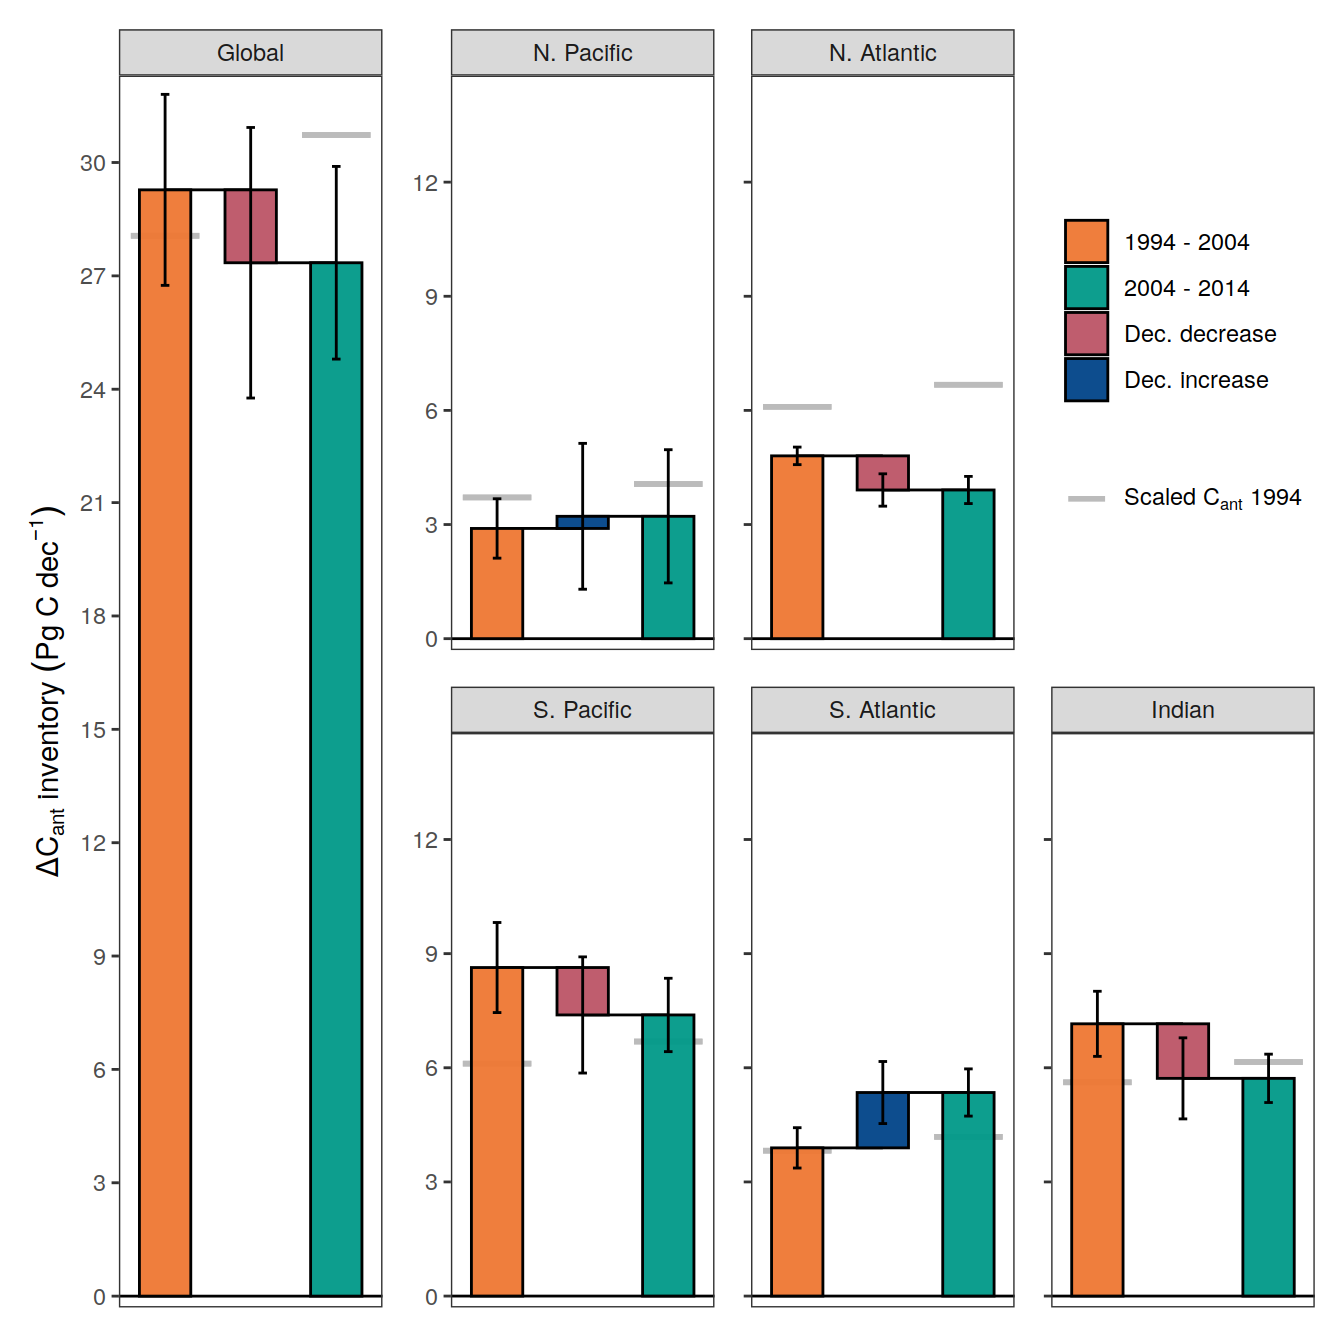 Global
N. Pacific
N. Atlantic
30
27
24
21
18
15
12
9
6
3
0
12
9
6
3
0
1994 - 2004
2004 - 2014
Dec. decrease
Dec. increase
Scaled Cant 1994
ΔCant inventory (Pg C dec⁻¹)
S. Pacific
S. Atlantic
Indian
12
9
6
3
0